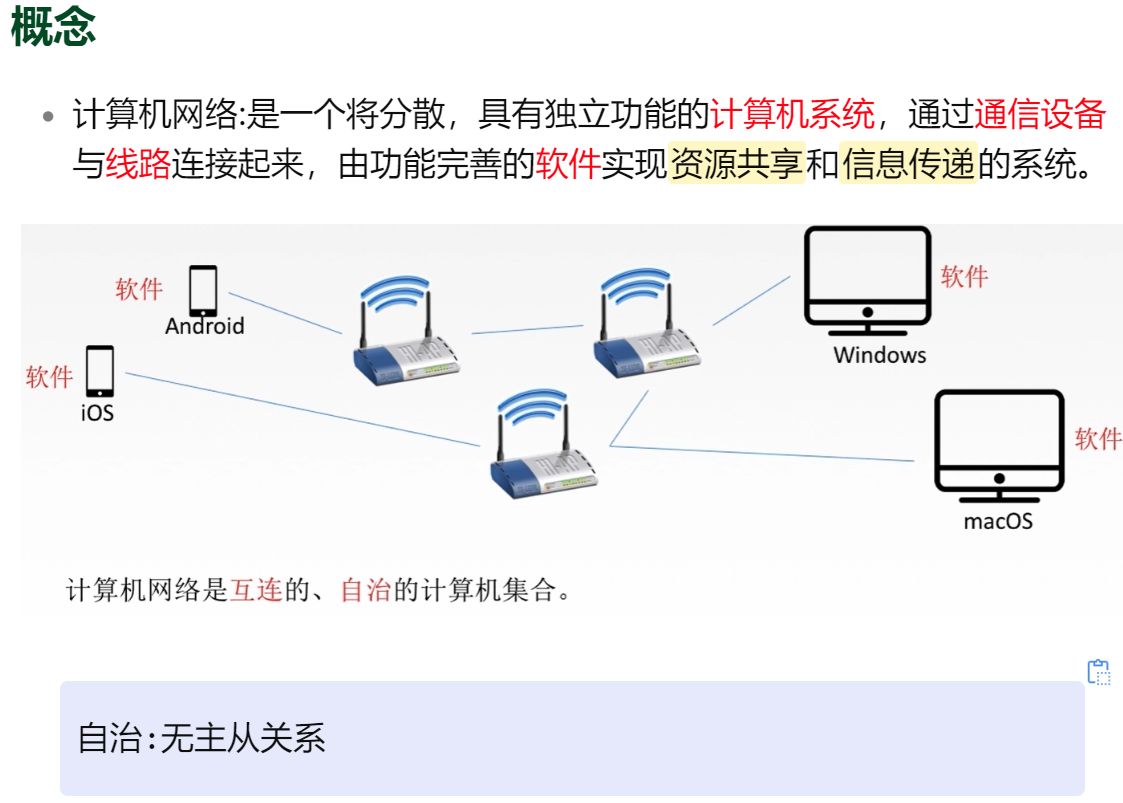 概念
计算机网络:是一个将分散，具有独立功能的计算机系统，通过通信设备
与线路连接起来，由功能完善的软件实现资源共享和信息传递的系统。
软件
Android
软件
iOS
软件
Windows
软件
macOS
计算机网络是互连的、自治的计算机集合。
自治:无主从关系